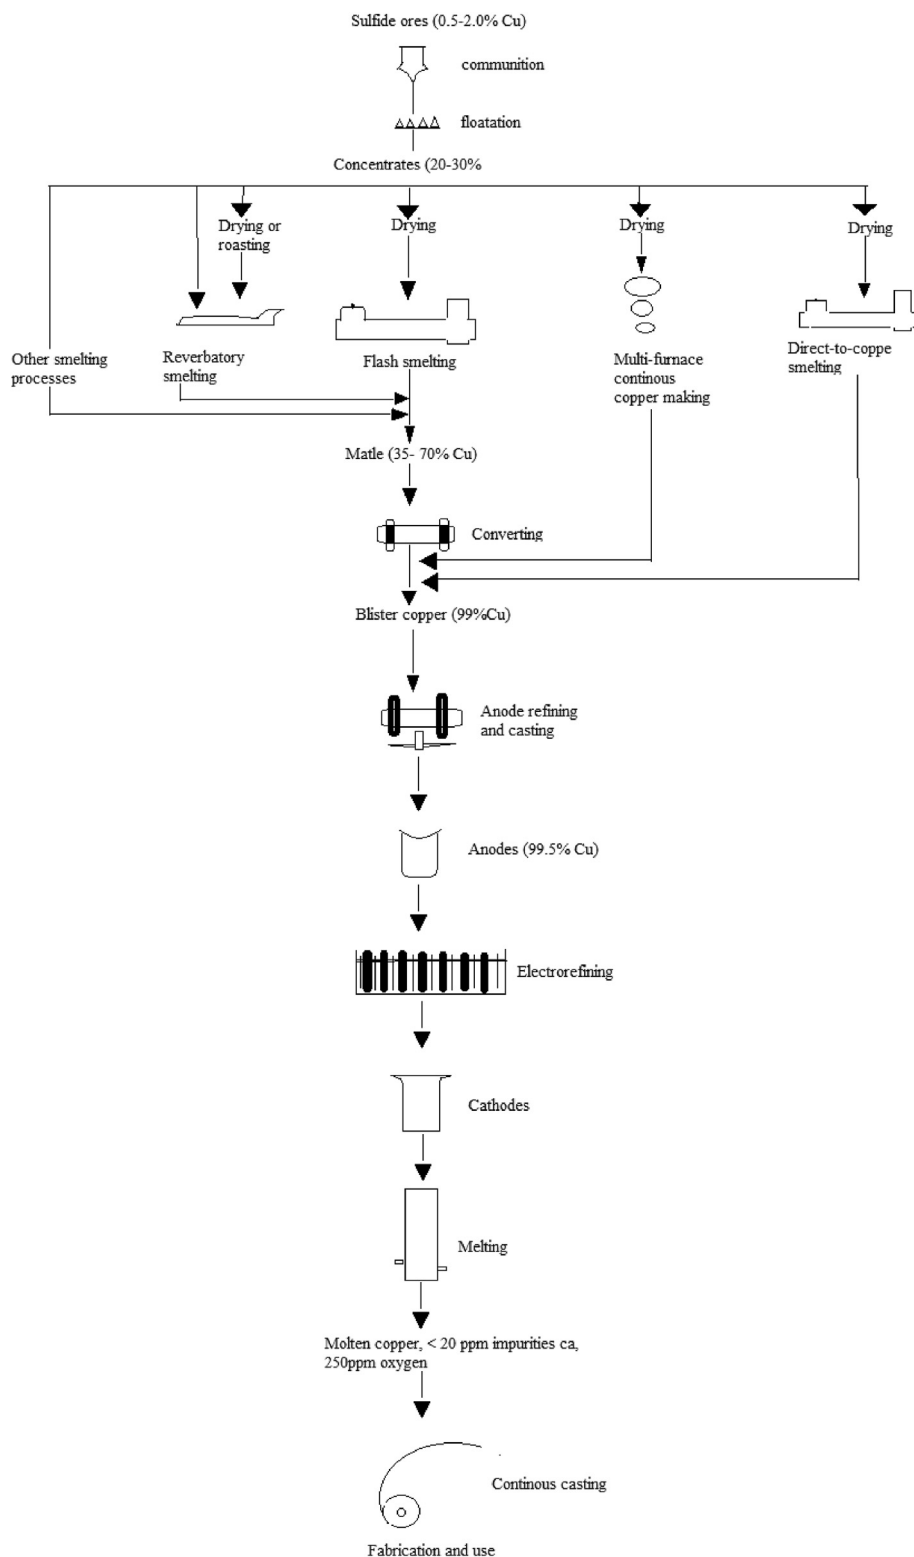 Sulfide ores (0.5-2.0% Cu)
communition
floatation
Concentrates (20-30%
Drying or
roasting
Drying
Drying
Drying
Other smelting
processes
Reverbatory
smelting
Flash smelting
Multi-furnace
continous
copper making
Direct-to-coppe
smelting
Matle (35- 70% Cu)
Converting
Blister copper (99%Cu)
Anode refining
and casting
Anodes (99.5% Cu)
Electrorefining
Cathodes
Melting
Molten copper, < 20 ppm impurities ca,
250ppm oxygen
Continous casting
Fabrication and use